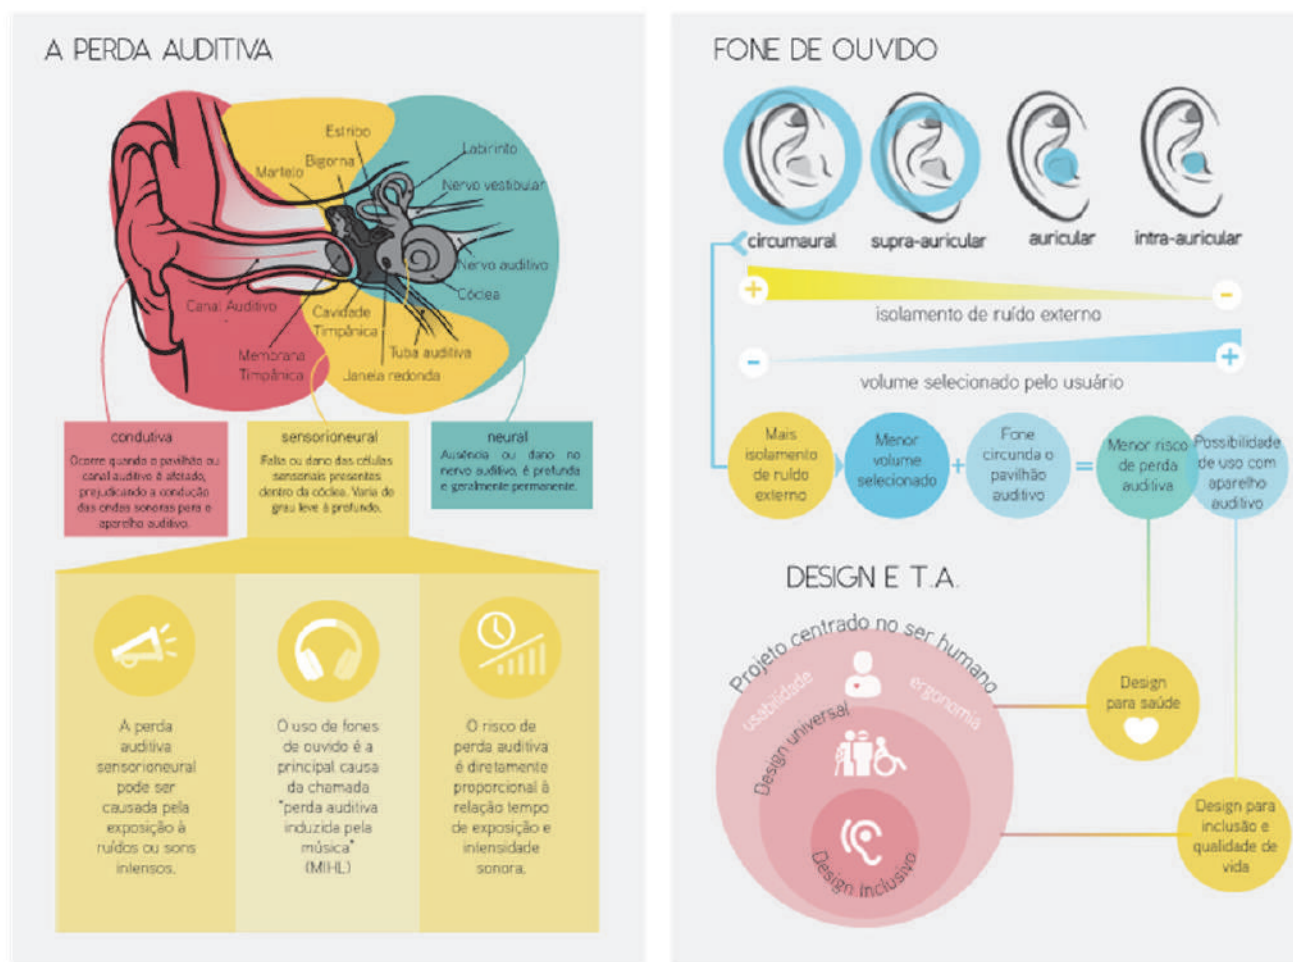 A PERDA AUDITIVA
Estribo
Bigorna
Martelo
Labirinto
Nervo vestibular
Nervo auditivo
Cóclea
Canal Auditivo
Cavidade
Timpânica
Tuba auditiva
Membrana
Timpânica
Janela redonda
condutiva
Ocorre quando o pavilhão ou
canal auditivo é afetado,
prejudicando a condução
das ondas sonoras para o
aparelho auditivo.
sensorioneural
Falta ou dano das células
sensoriais presentes
dentro da cóclea. Varia de
grau leve à profundo.
neural
Ausência ou dano no
nervo auditivo, é profunda
e geralmente permanente.
A perda
auditiva
sensorioneural
pode ser
causada pela
exposição à
ruídos ou sons
intensos.
O uso de fones
de ouvido é a
principal causa
da chamada
"perda auditiva
induzida pela
música"
(MIHL)
O risco de
perda auditiva
é diretamente
proporcional à
relação tempo
de exposição e
intensidade
sonora.
FONE DE OUVIDO
circumaural
supra-auricular
auricular
intra-auricular
+
-
isolamento de ruído externo
-
+
volume selecionado pelo usuário
Mais
isolamento
de ruído
externo
Menor
volume
selecionado
+
Fone
circunda o
pavilhão
auditivo
=
Menor risco
de perda
auditiva
Possibilidade
de uso com
aparelho
auditivo
DESIGN E T.A.
Projeto centrado no ser humano
usabilidade
ergonomia
Design universal
Design Inclusivo
Design
para saúde
Design para
inclusão e
qualidade de
vida